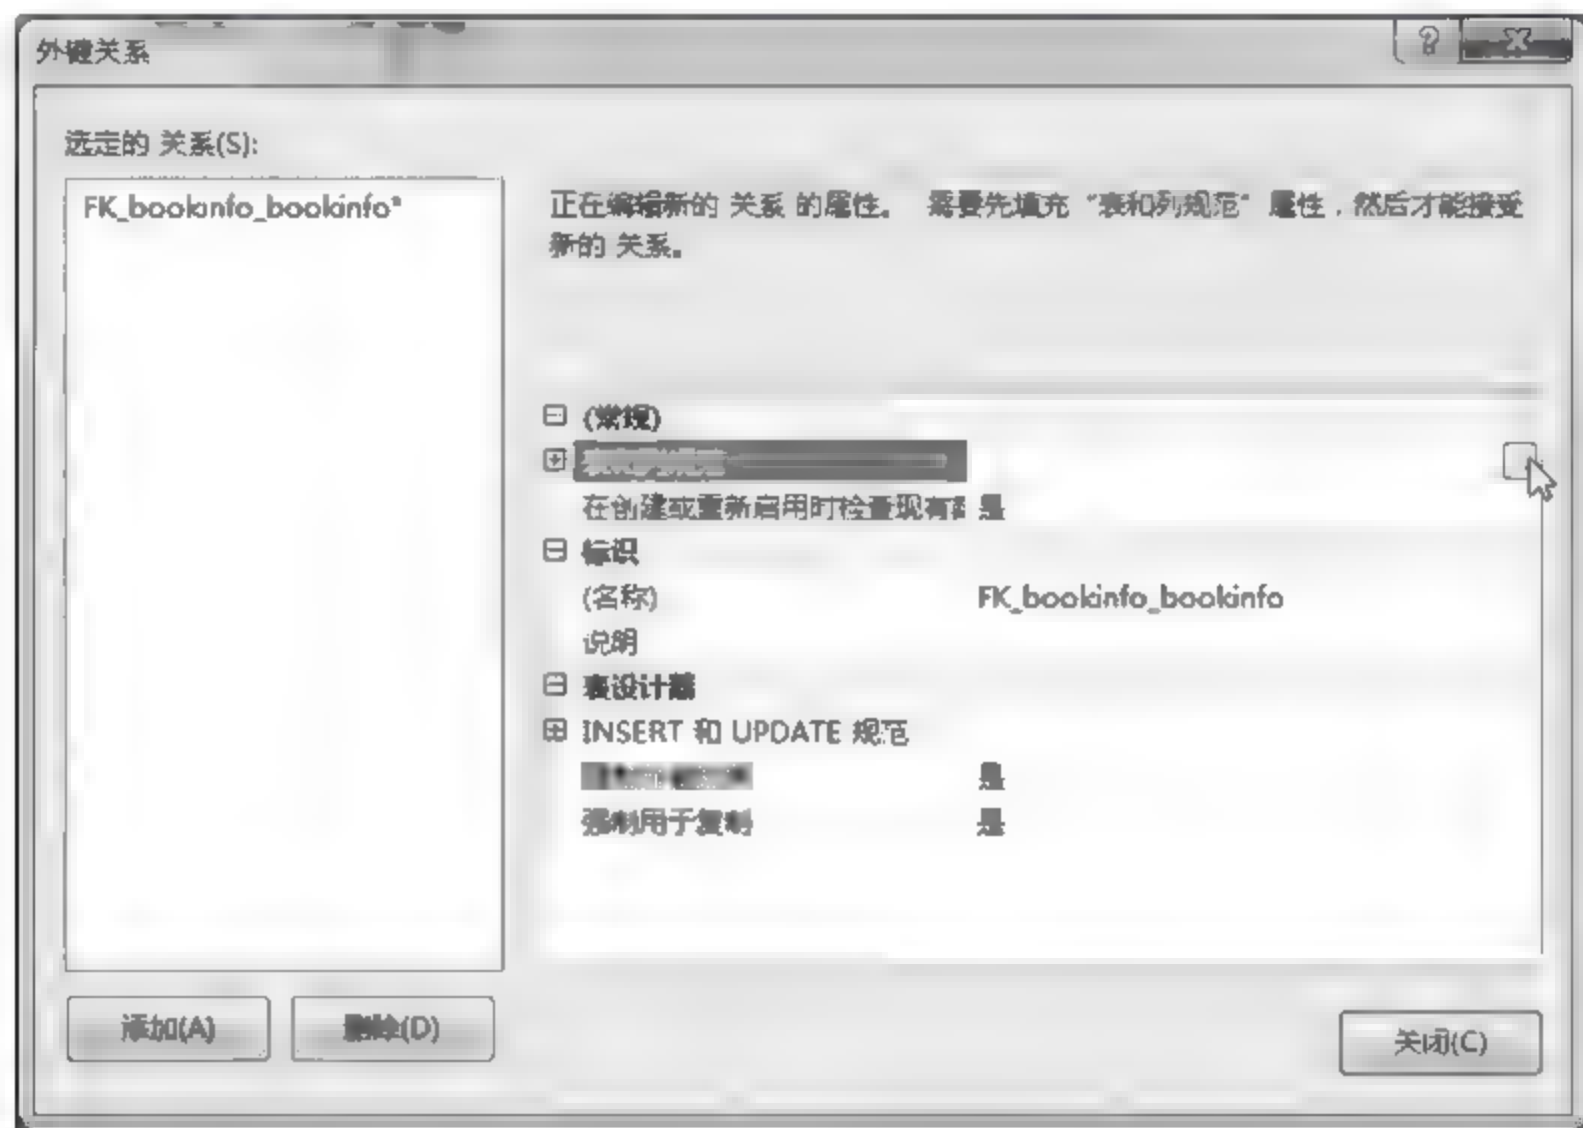 外键关系
选定的 关系(S):
FK_bookinfo_bookinfo*
正在编辑新的 关系 的属性。 需要先填充 "表和列规范" 属性，然后才能接受
新的 关系。
(常规)
在创建或重新启用时检查现有 是
标识
(名称) FK_bookinfo_bookinfo
说明
表设计器
INSERT 和 UPDATE 规范
是
强制用于复制 是
添加(A) 删除(D)
关闭(C)